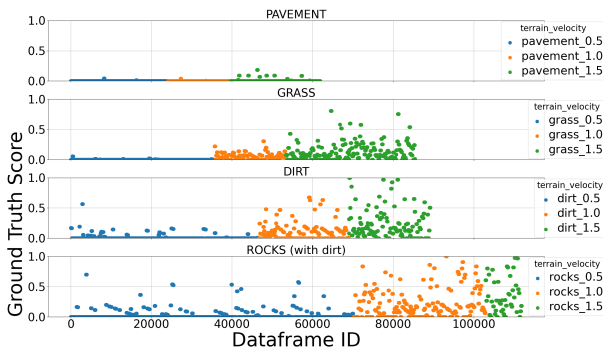 PAVEMENT
1.0
0.5
0.0
terrain_velocity
pavement_0.5
pavement_1.0
pavement_1.5
GRASS
1.0
0.5
0.0
terrain_velocity
grass_0.5
grass_1.0
grass_1.5
DIRT
1.0
0.5
0.0
terrain_velocity
dirt_0.5
dirt_1.0
dirt_1.5
ROCKS (with dirt)
1.0
0.5
0.0
terrain_velocity
rocks_0.5
rocks_1.0
rocks_1.5
0 20000 40000 60000 80000 100000
Dataframe ID
Ground Truth Score